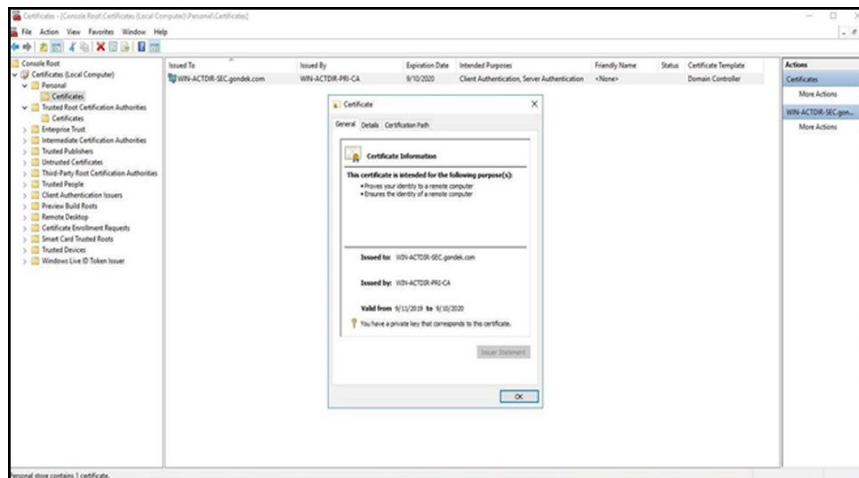 Certificates - [Console Root\Certificates (Local Computer)\Personal\Certificates]
File Action View Favorites Window Help
Console Root
Certificates (Local Computer)
Personal
Certificates
Trusted Root Certification Authorities
Certificates
Enterprise Trust
Intermediate Certification Authorities
Trusted Publishers
Untrusted Certificates
Third-Party Root Certification Authorities
Trusted People
Client Authentication Issuers
Preview Build Roots
Remote Desktop
Certificate Enrollment Requests
Smart Card Trusted Roots
Trusted Devices
Windows Live ID Token Issuer
Issued To Issued By Expiration Date Intended Purposes Friendly Name Status Certificate Template
WIN-ACTDIR-SEC.gondek.com WIN-ACTDIR-PRI-CA 9/10/2020 Client Authentication, Server Authentication <None> Domain Controller
Certificate
General Details Certification Path
Certificate Information
This certificate is intended for the following purpose(s):
• Proves your identity to a remote computer
• Ensures the identity of a remote computer
Issued to: WIN-ACTDIR-SEC.gondek.com
Issued by: WIN-ACTDIR-PRI-CA
Valid from 9/11/2019 to 9/10/2020
You have a private key that corresponds to this certificate.
Issuer Statement
OK
Actions
Certificates
More Actions
WIN-ACTDIR-SEC.gon...
More Actions
Personal store contains 1 certificate.